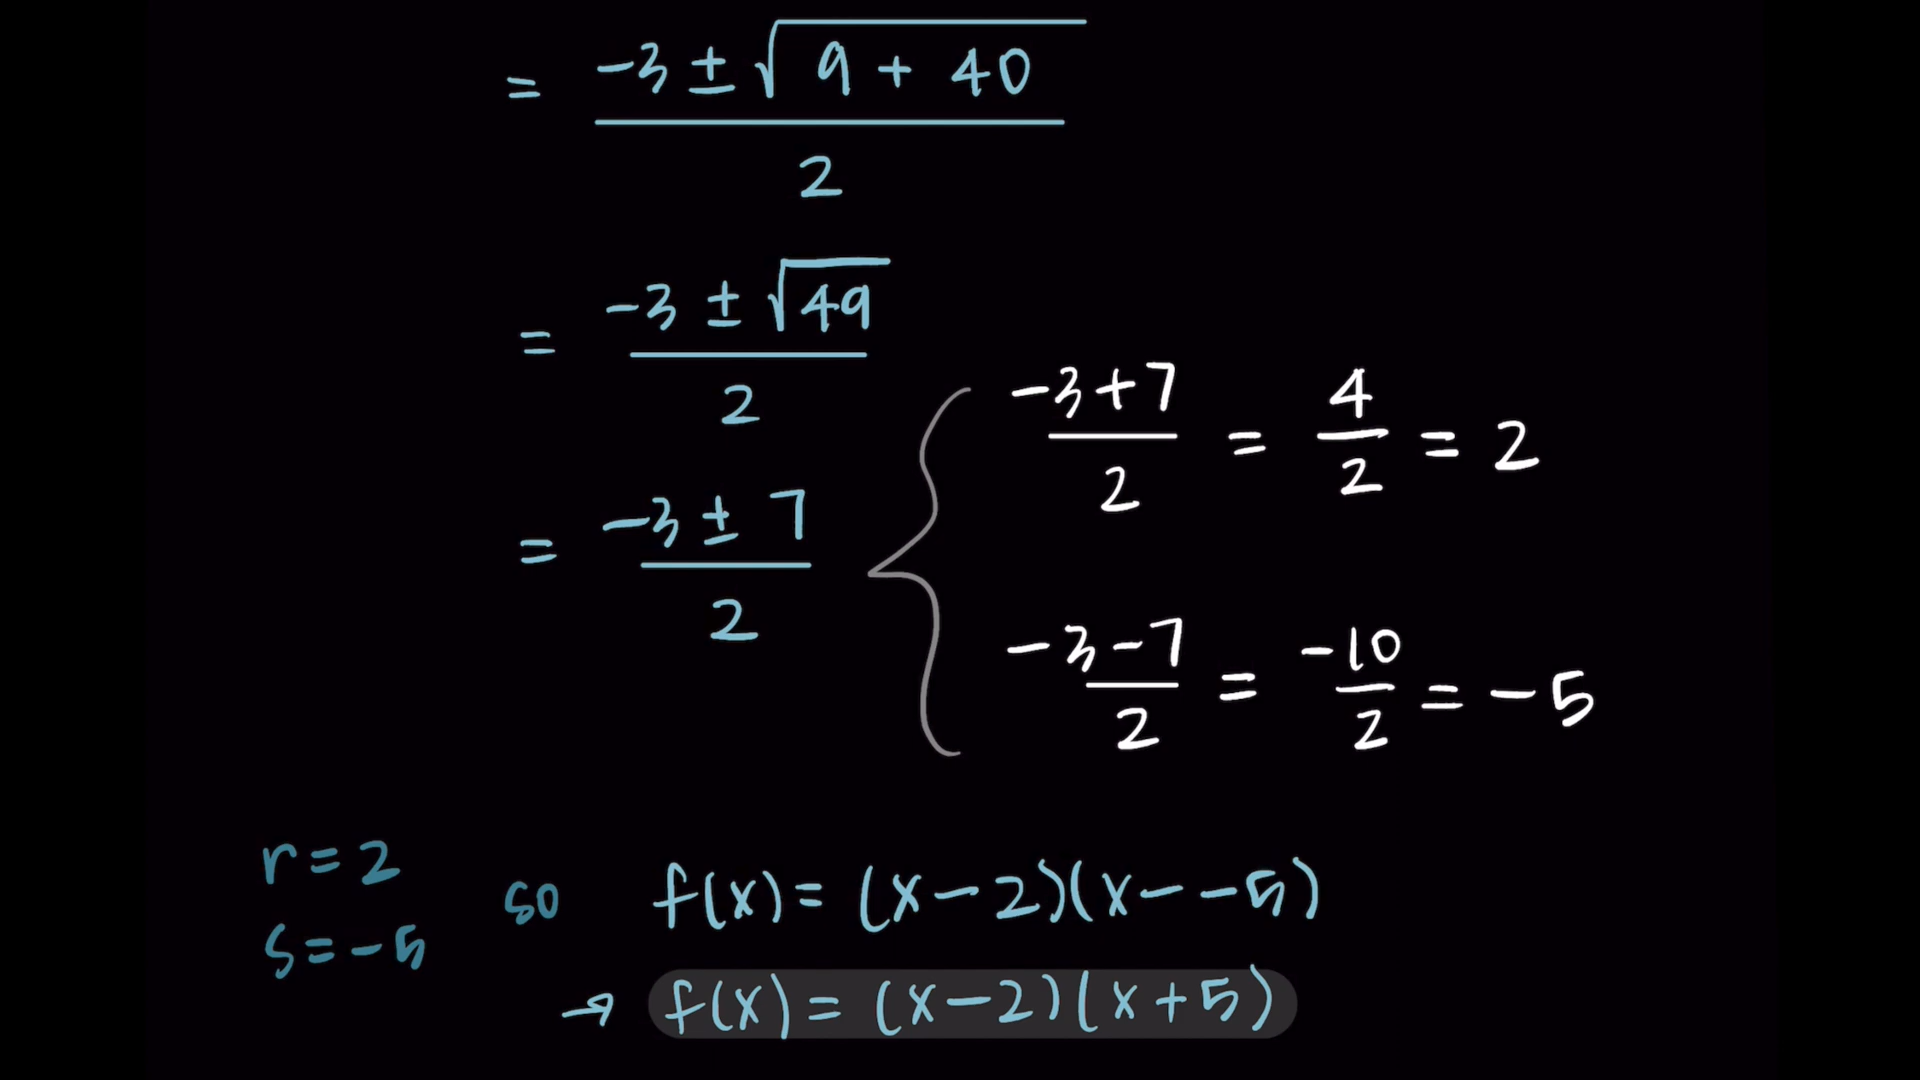 = -3 ± √9 + 40 / 2
= -3 ± √49 / 2
-3+7 / 2 = 4 / 2 = 2
= -3 ± 7 / 2
-3-7 / 2 = -10 / 2 = -5
r = 2
s = -5
so
f(x) = (x-2)(x--5)
→ f(x) = (x-2)(x+5)